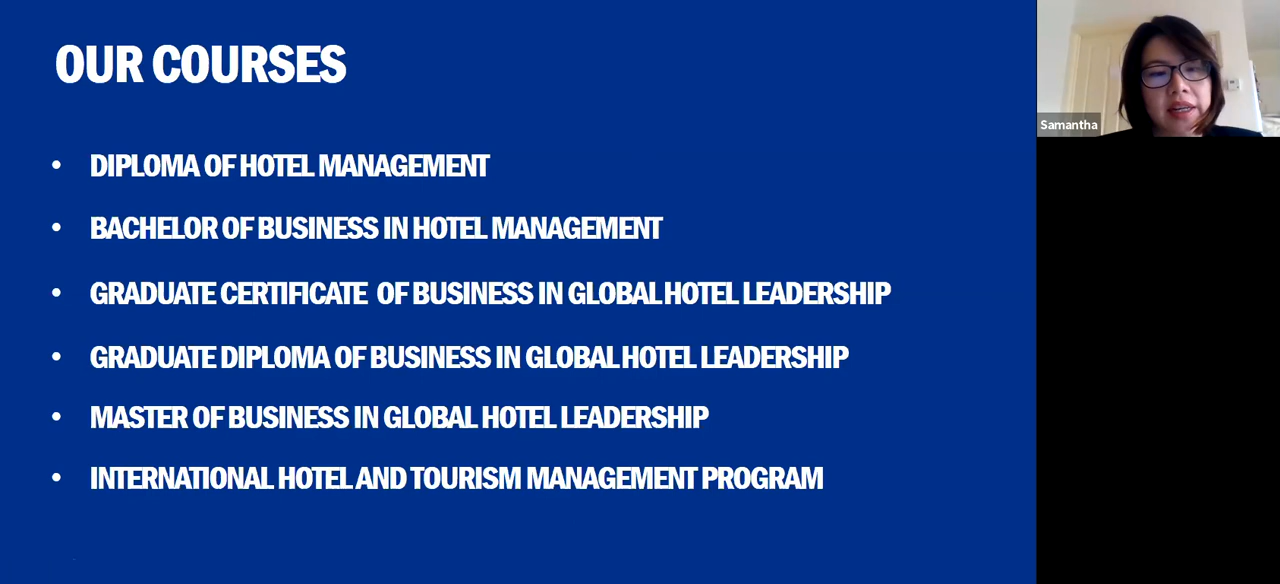 OUR COURSES
• DIPLOMA OF HOTEL MANAGEMENT
• BACHELOR OF BUSINESS IN HOTEL MANAGEMENT
• GRADUATE CERTIFICATE OF BUSINESS IN GLOBAL HOTEL LEADERSHIP
• GRADUATE DIPLOMA OF BUSINESS IN GLOBAL HOTEL LEADERSHIP
• MASTER OF BUSINESS IN GLOBAL HOTEL LEADERSHIP
• INTERNATIONAL HOTEL AND TOURISM MANAGEMENT PROGRAM
Samantha